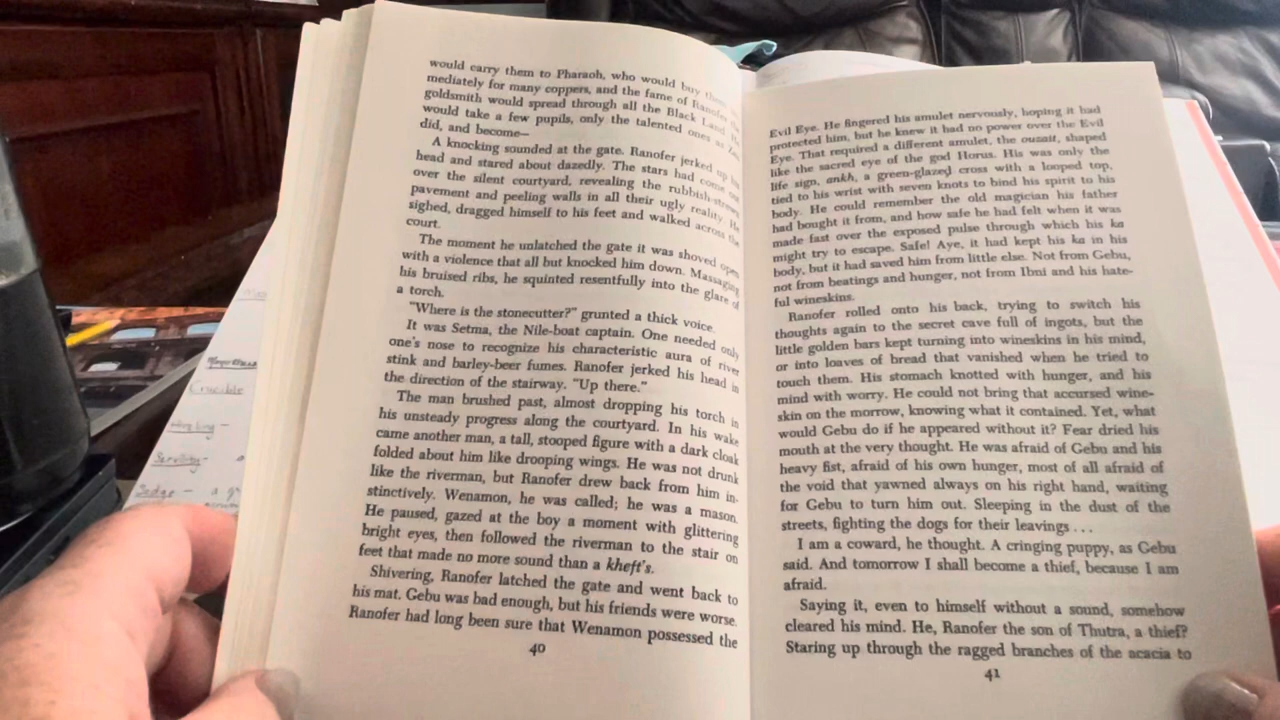 would carry them to Pharaoh, who would buy them
mediately for many coppers, and the fame of Ranofer the
goldsmith would spread through all the Black Land. He
would take a few pupils, only the talented ones as Zau
did, and become—
A knocking sounded at the gate. Ranofer jerked up his
head and stared about dazedly. The stars had come out
over the silent courtyard, revealing the rubbish-strewn
pavement and peeling walls in all their ugly reality. He
sighed, dragged himself to his feet and walked across the
court.
The moment he unlatched the gate it was shoved open
with a violence that all but knocked him down. Massaging
his bruised ribs, he squinted resentfully into the glare of
a torch.
"Where is the stonecutter?" grunted a thick voice.
It was Setma, the Nile-boat captain. One needed only
one's nose to recognize his characteristic aura of river
stink and barley-beer fumes. Ranofer jerked his head in
the direction of the stairway. "Up there."
The man brushed past, almost dropping his torch in
his unsteady progress along the courtyard. In his wake
came another man, a tall, stooped figure with a dark cloak
folded about him like drooping wings. He was not drunk
like the riverman, but Ranofer drew back from him in-
stinctively. Wenamon, he was called; he was a mason.
He paused, gazed at the boy a moment with glittering
bright eyes, then followed the riverman to the stair on
feet that made no more sound than a kheft's.
Shivering, Ranofer latched the gate and went back to
his mat. Gebu was bad enough, but his friends were worse.
Ranofer had long been sure that Wenamon possessed the
40
Evil Eye. He fingered his amulet nervously, hoping it had
protected him, but he knew it had no power over the Evil
Eye. That required a different amulet, the ouzait, shaped
like the sacred eye of the god Horus. His was only the
life sign, ankh, a green-glazed cross with a looped top,
tied to his wrist with seven knots to bind his spirit to his
body. He could remember the old magician his father
had bought it from, and how safe he had felt when it was
made fast over the exposed pulse through which his ka
might try to escape. Safe! Aye, it had kept his ka in his
body, but it had saved him from little else. Not from Gebu,
not from beatings and hunger, not from Ibni and his hate-
ful wineskins.
Ranofer rolled onto his back, trying to switch his
thoughts again to the secret cave full of ingots, but the
little golden bars kept turning into wineskins in his mind,
or into loaves of bread that vanished when he tried to
touch them. His stomach knotted with hunger, and his
mind with worry. He could not bring that accursed wine-
skin on the morrow, knowing what it contained. Yet, what
would Gebu do if he appeared without it? Fear dried his
mouth at the very thought. He was afraid of Gebu and his
heavy fist, afraid of his own hunger, most of all afraid of
the void that yawned always on his right hand, waiting
for Gebu to turn him out. Sleeping in the dust of the
streets, fighting the dogs for their leavings . . .
I am a coward, he thought. A cringing puppy, as Gebu
said. And tomorrow I shall become a thief, because I am
afraid.
Saying it, even to himself without a sound, somehow
cleared his mind. He, Ranofer the son of Thutra, a thief?
Staring up through the ragged branches of the acacia to
41
Crucible